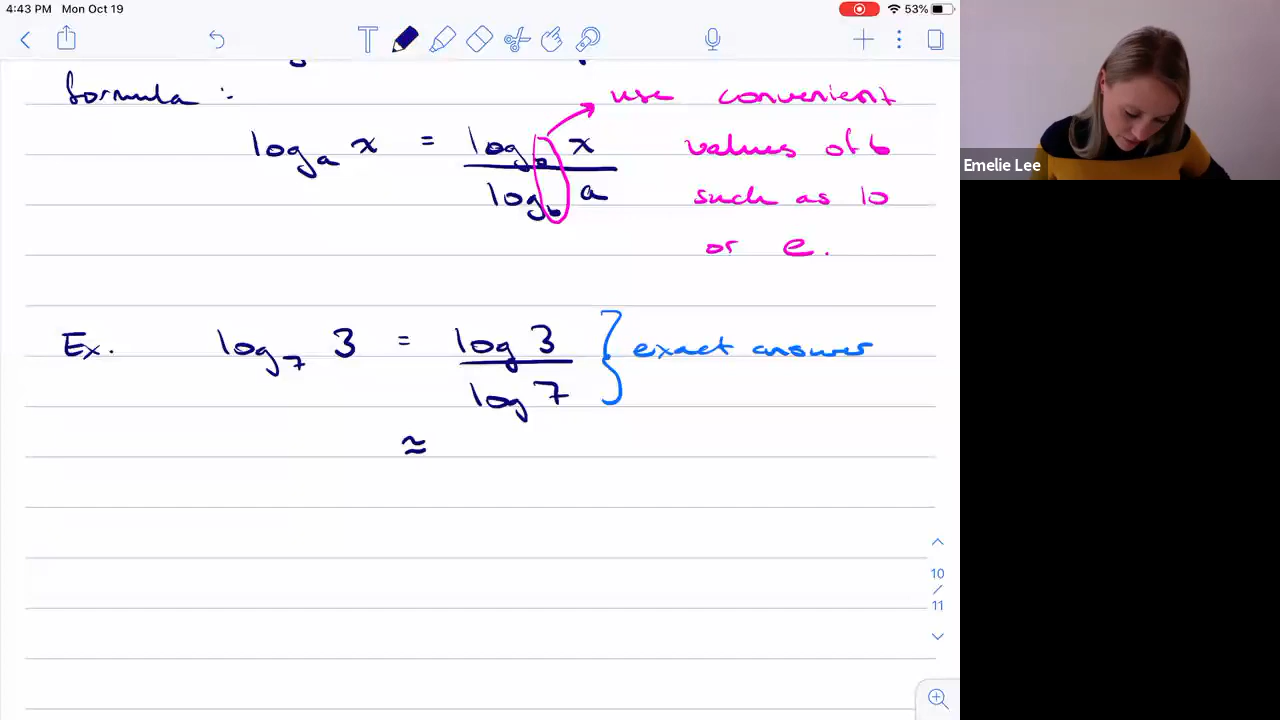 4:43 PM Mon Oct 19
53%
T
formula :
use convenient
log_a x = log_b x / log_b a
values of b
such as 10
or e.
Ex. log_7 3 = log 3 / log 7 } exact answer
≈
10
/
11
Emelie Lee